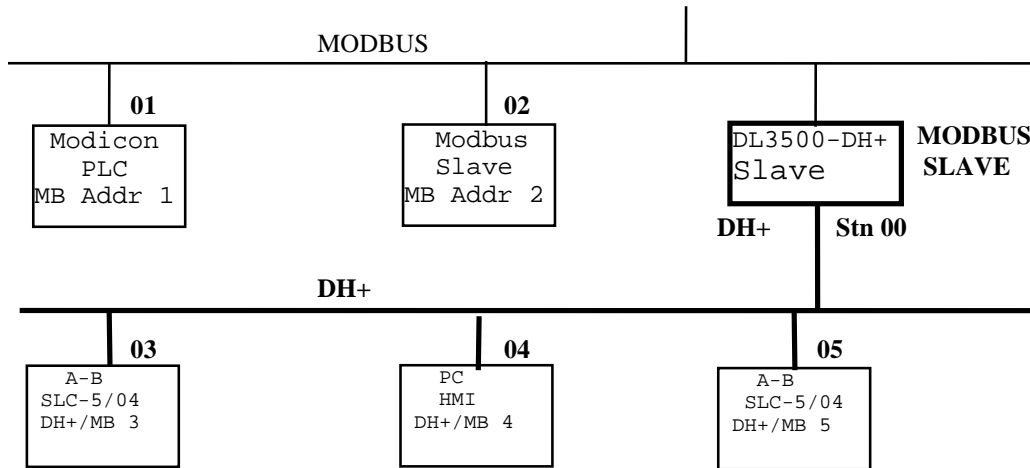 MODBUS
01
02
Modicon
PLC
MB Addr 1
Modbus
Slave
MB Addr 2
DL3500-DH+
Slave
MODBUS
SLAVE
DH+ Stn 00
DH+
03
04
05
A-B
SLC-5/04
DH+/MB 3
PC
HMI
DH+/MB 4
A-B
SLC-5/04
DH+/MB 5